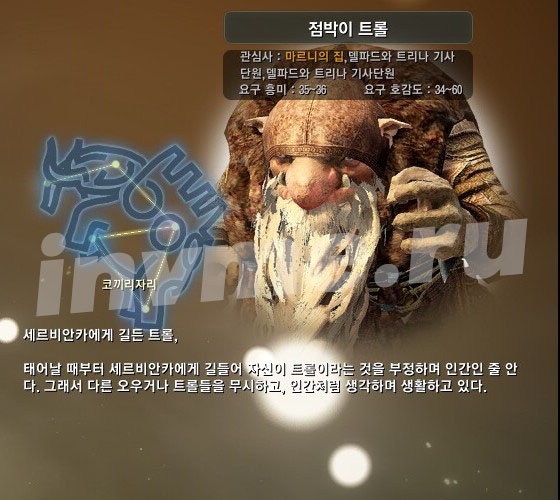 점박이 트롤
관심사 : 마르니의 집,델파드와 트리나 기사
단원,델파드와 트리나 기사단원
요구 흥미 : 35~36 요구 호감도 : 34~60
코끼리자리
세르비안카에게 길든 트롤,
태어날 때부터 세르비안카에게 길들어 자신이 트롤이라는 것을 부정하며 인간인 줄 안
다. 그래서 다른 오우거나 트롤들을 무시하고, 인간처럼 생각하며 생활하고 있다.